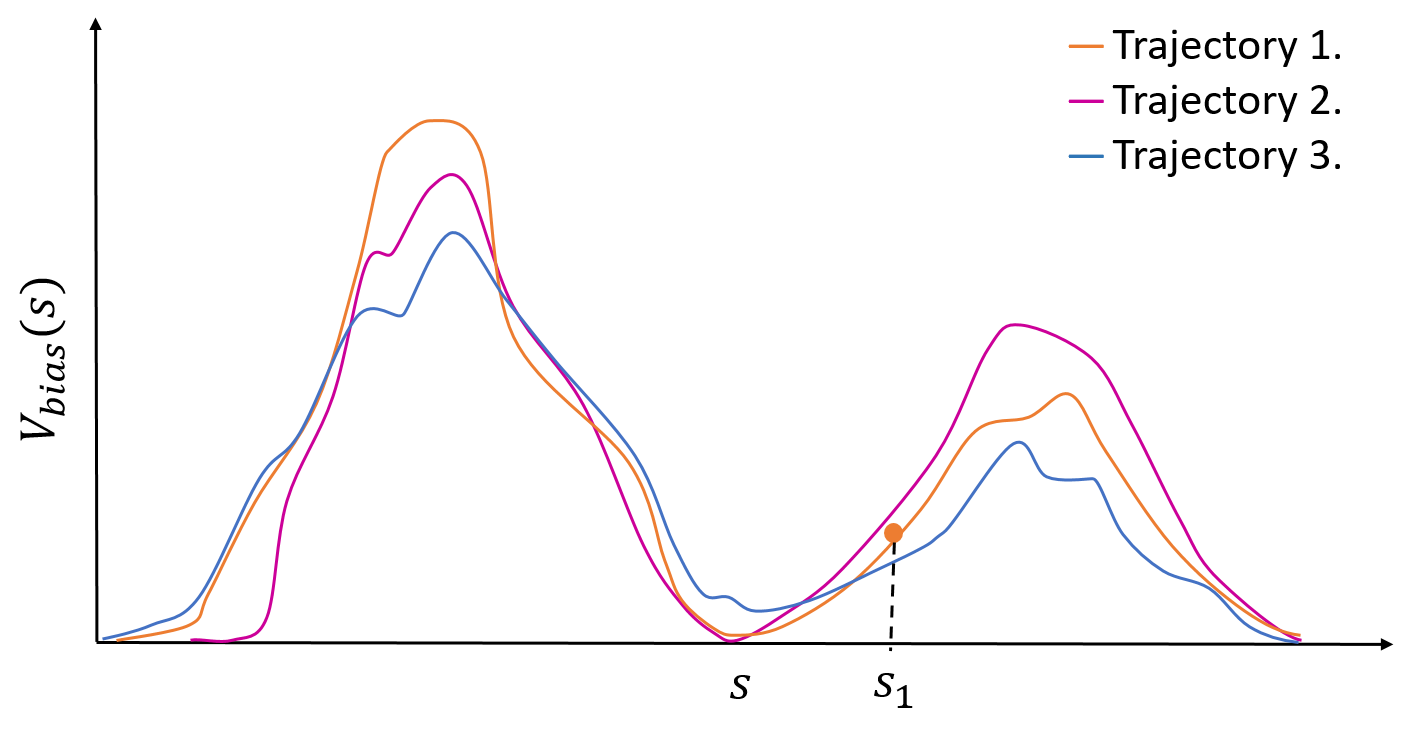 Trajectory 1.
Trajectory 2.
Trajectory 3.
V_bias(s)
s
s_1